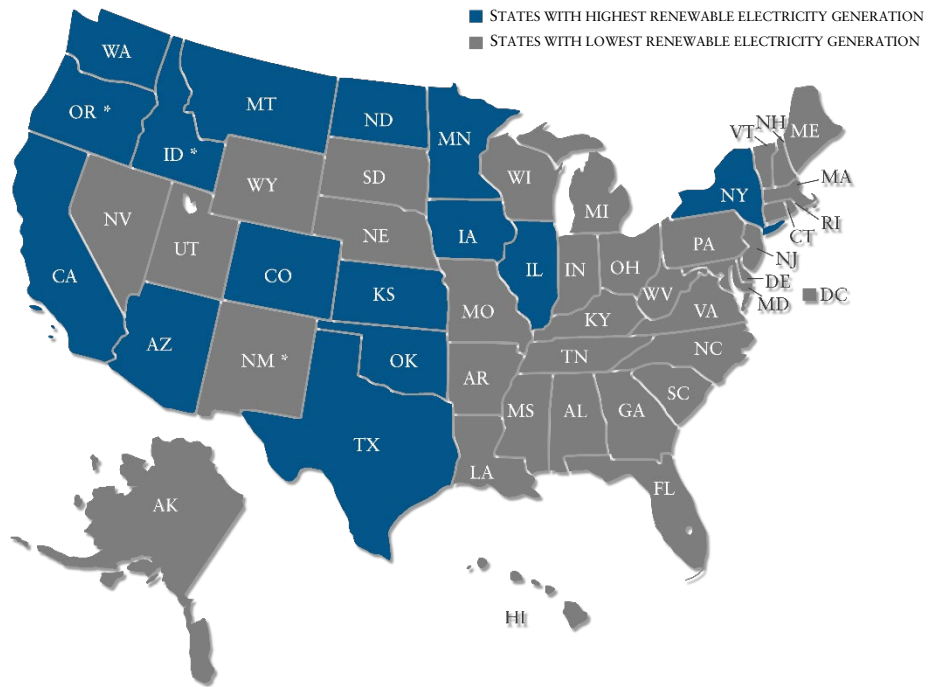 STATES WITH HIGHEST RENEWABLE ELECTRICITY GENERATION
STATES WITH LOWEST RENEWABLE ELECTRICITY GENERATION
WA
OR *
MT
ND
MN
ID *
WY
SD
WI
MI
VT
NH
ME
MA
NY
RI
CT
NV
UT
NE
IA
IL
IN
OH
PA
NJ
DE
MD
DC
CA
CO
KS
MO
WV
VA
KY
AZ
NM *
OK
AR
TN
NC
SC
MS
AL
GA
TX
LA
FL
AK
HI